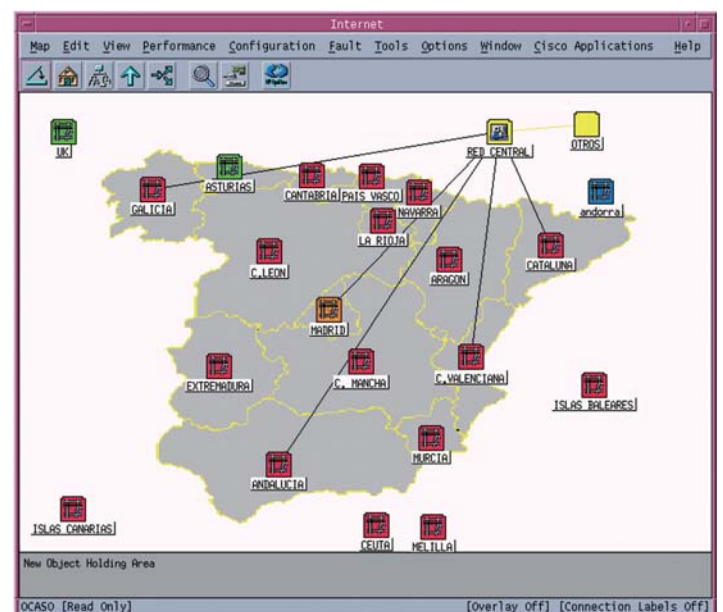 Internet
Map Edit View Performance Configuration Fault Tools Options Window Cisco Applications Help
UK
RED CENTRAL
OTROS
ASTURIAS
CANTABRIA
PAIS VASCO
NAVARRA
GALICIA
andorra
LA RIOJA
C.LEON
ARAGON
CATALUNA
MADRID
EXTREMADURA
C. MANCHA
C.VALENCIANA
ISLAS BALEARES
MURCIA
ANDALUCIA
ISLAS CANARIAS
CEUTA
MELILLA
New Object Holding Area
OCASO [Read Only] [Overlay Off] [Connection Labels Off]